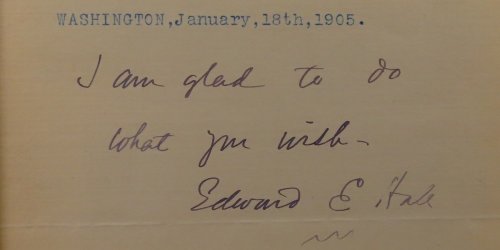 WASHINGTON,January,18th,1905.
I am glad to do
what you wish-
Edward E Hale